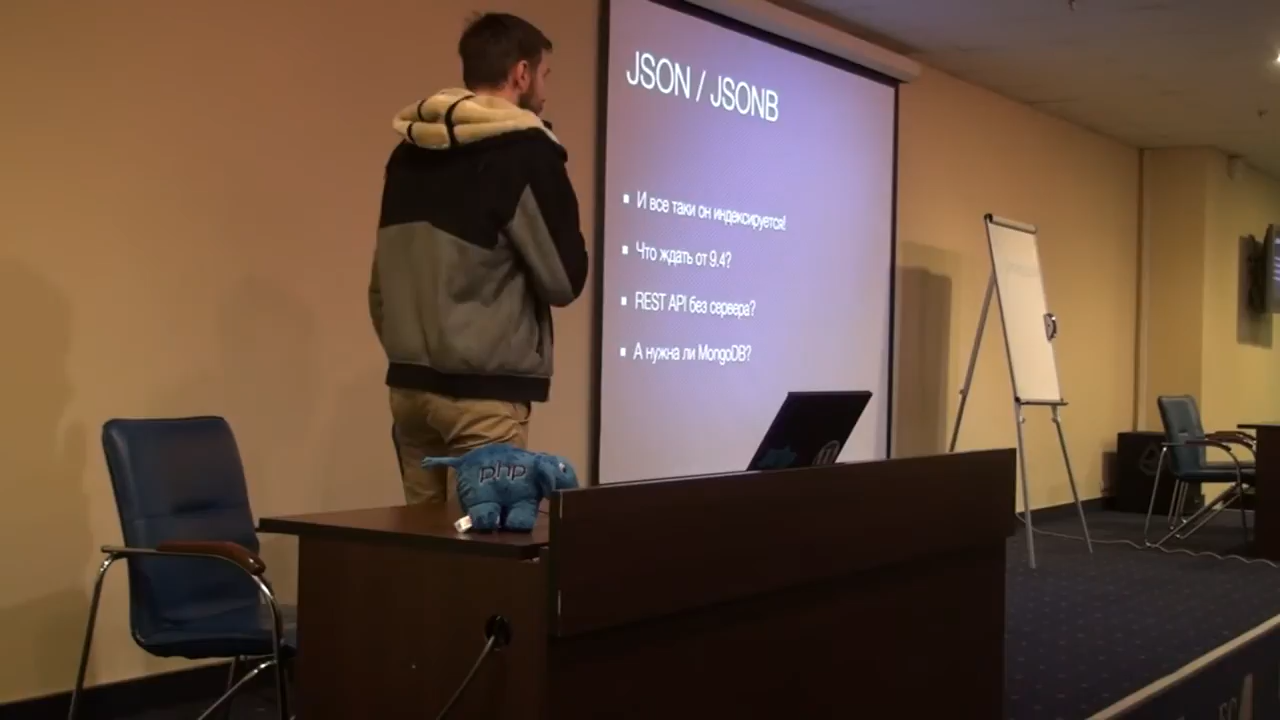 JSON / JSONB
И все таки он индексируется!
Что ждать от 9.4?
REST API без сервера?
А нужна ли MongoDB?
php